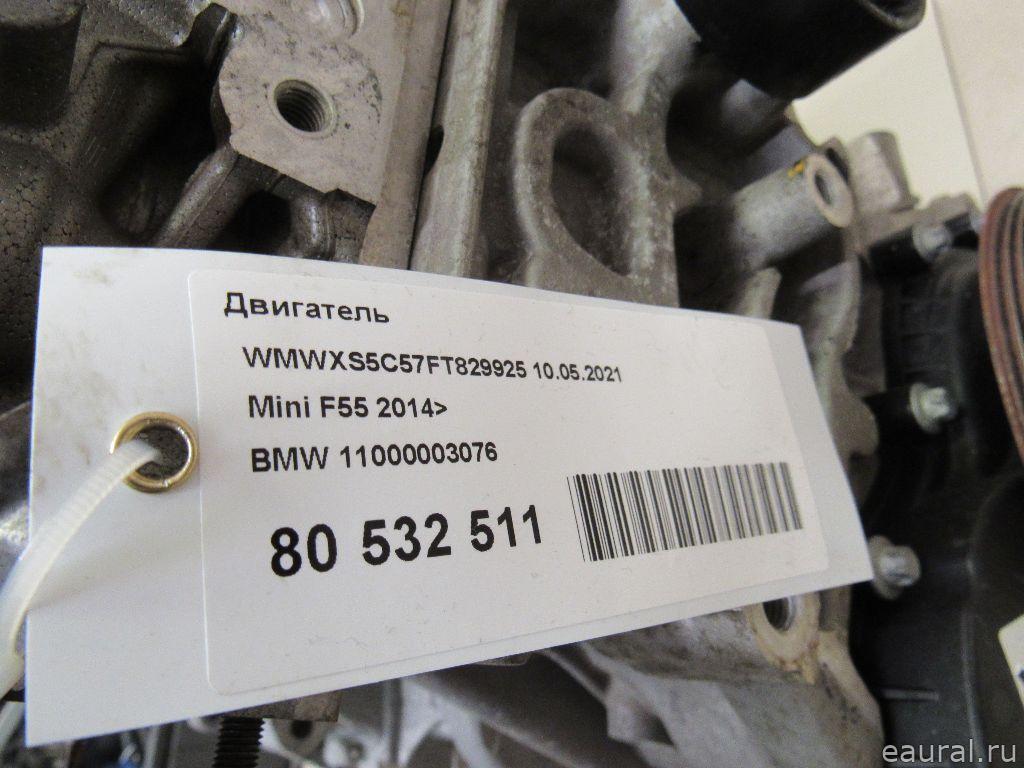 Двигатель
WMWXS5C57FT829925 10.05.2021
Mini F55 2014>
BMW 11000003076
80 532 511
eaural.ru